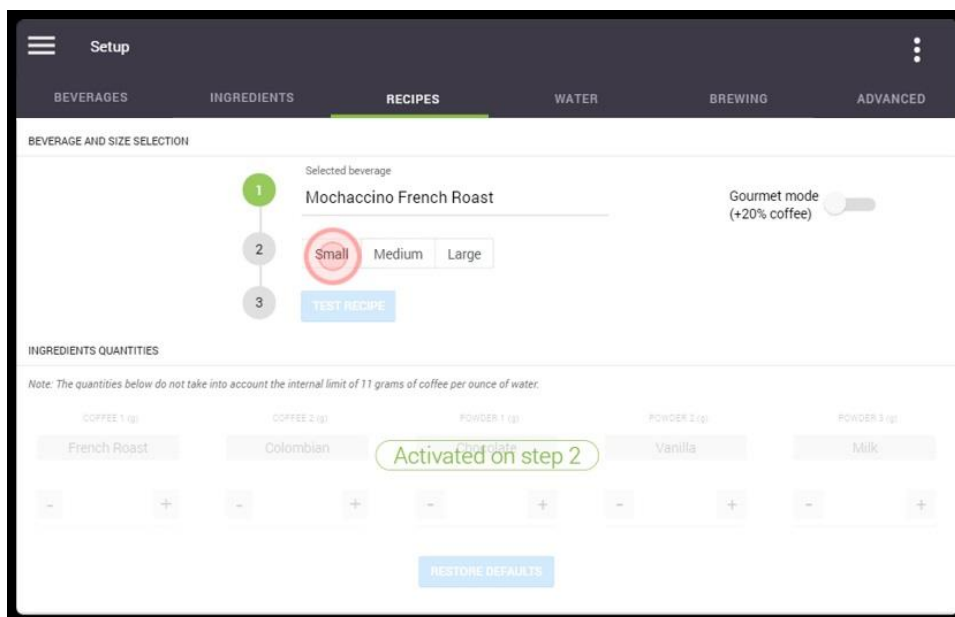 Setup
BEVERAGES INGREDIENTS RECIPES WATER BREWING ADVANCED
BEVERAGE AND SIZE SELECTION
Selected beverage
1 Mochaccino French Roast
Gourmet mode
(+20% coffee)
2 Small Medium Large
3 TEST RECIPE
INGREDIENTS QUANTITIES
Note: The quantities below do not take into account the internal limit of 11 grams of coffee per ounce of water.
COFFEE 1 (g) COFFEE 2 (g) POWDER 1 (g) POWDER 2 (g) POWDER 3 (g)
French Roast Colombian Chocolate Vanilla Milk
Activated on step 2
- + - + - + - + - +
RESTORE DEFAULTS